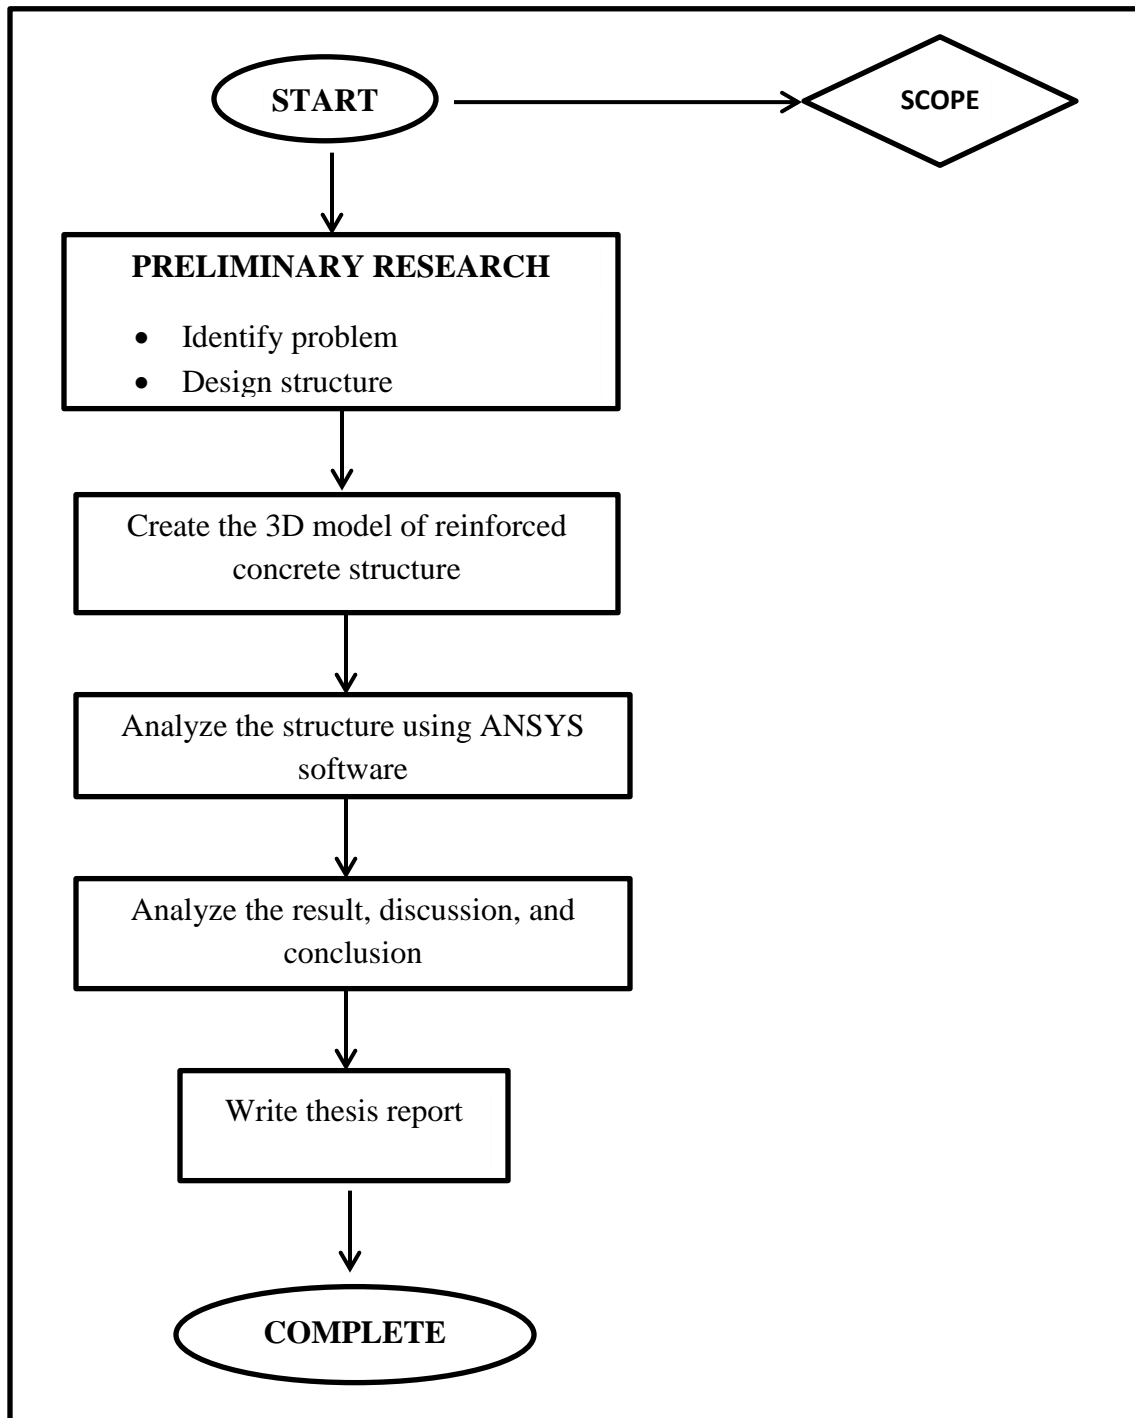 START
SCOPE
PRELIMINARY RESEARCH
• Identify problem
• Design structure
Create the 3D model of reinforced
concrete structure
Analyze the structure using ANSYS
software
Analyze the result, discussion, and
conclusion
Write thesis report
COMPLETE